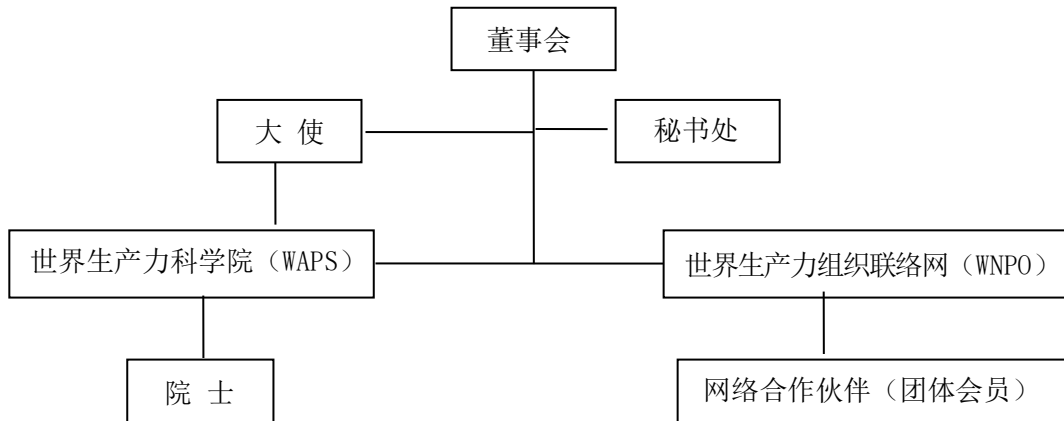 董事会
大 使
秘书处
世界生产力科学院（WAPS）
世界生产力组织联络网（WNPO）
院 士
网络合作伙伴（团体会员）